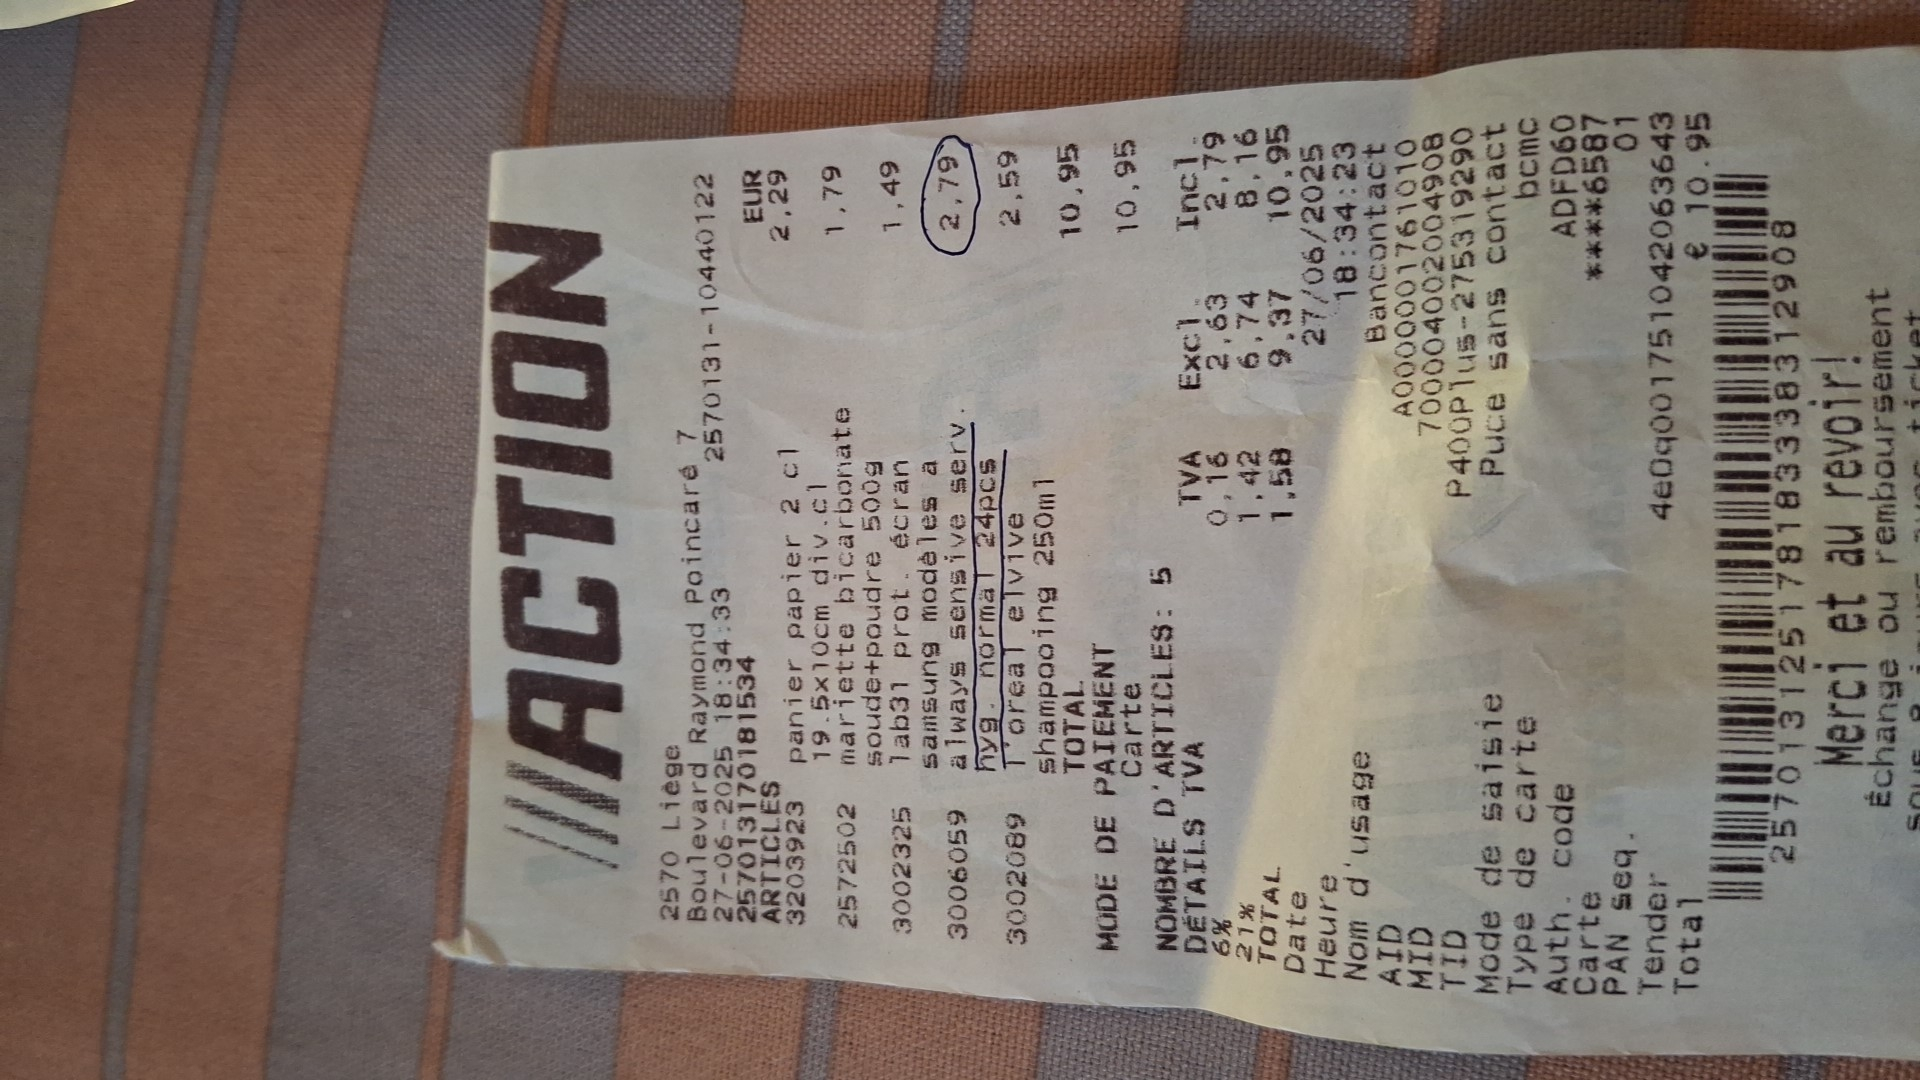 ///ACTION
2570 Liège
Boulevard Raymond Poincaré 7
27-06-2025 18:34:33 2570131-10440122
2570131701 81534
ARTICLES EUR
3203923 panier papier 2 cl 2,29
19.5x10cm div.cl
2572502 mariette bicarbonate 1,79
soude+poudre 500g
3002325 lab31 prot. écran 1,49
samsung modèles a
3006059 always sensive serv. 2,79
hyg. normal 24pcs
3002089 l'oreal elvive 2,59
shampooing 250ml
TOTAL 10,95
MODE DE PAIEMENT
Carte 10,95
NOMBRE D'ARTICLES: 5
DÉTAILS TVA TVA Excl. Incl.
6% 0,16 2,63 2,79
21% 1,42 6,74 8,16
TOTAL 1,58 9,37 10,95
Date 27/06/2025
Heure 18:34:23
Nom d'usage Bancontact
AID A0000001761010
MID 70004002004908
TID P400Plus-275319290
Mode de saisie Puce sans contact
Type de carte bcmc
Auth. code ADFD60
Carte ****6587
PAN seq. 01
Tender 4e0q001751042063643
Total € 10.95
25701312517818333831 2908
Merci et au revoir!
Échange ou remboursement